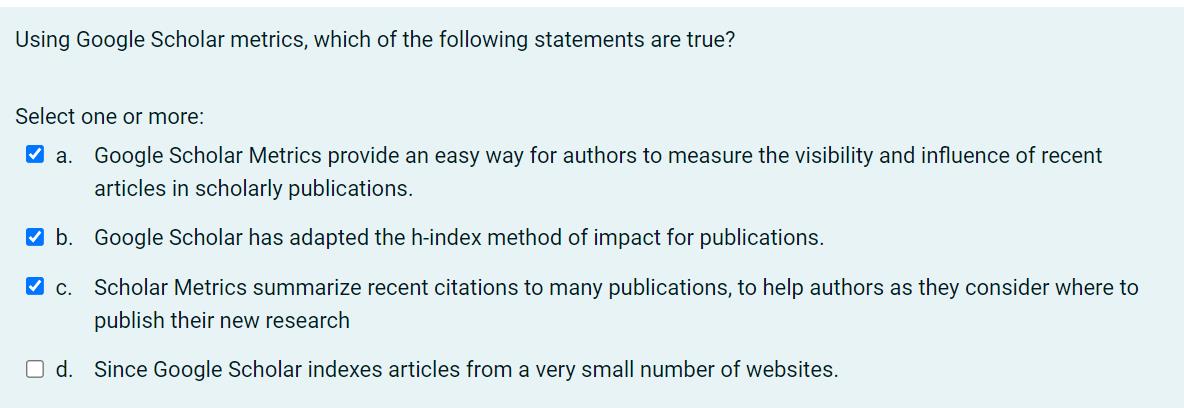 Using Google Scholar metrics, which of the following statements are true?
Select one or more:
a. Google Scholar Metrics provide an easy way for authors to measure the visibility and influence of recent
articles in scholarly publications.
b. Google Scholar has adapted the h-index method of impact for publications.
c. Scholar Metrics summarize recent citations to many publications, to help authors as they consider where to
publish their new research
d. Since Google Scholar indexes articles from a very small number of websites.